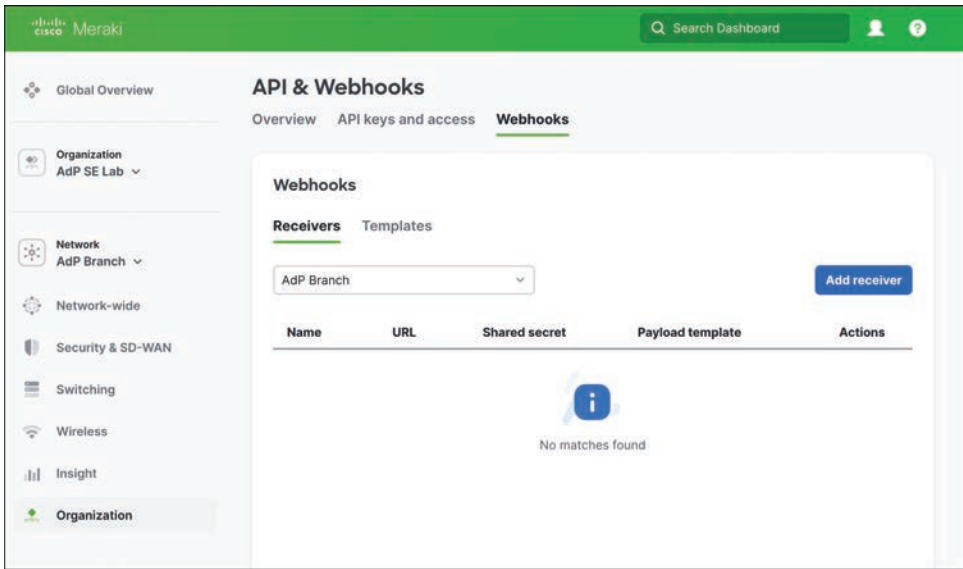 cisco Meraki
Search Dashboard
Global Overview
Organization
AdP SE Lab
Network
AdP Branch
Network-wide
Security & SD-WAN
Switching
Wireless
Insight
Organization
API & Webhooks
Overview API keys and access Webhooks
Webhooks
Receivers Templates
AdP Branch
Add receiver
Name URL Shared secret Payload template Actions
No matches found